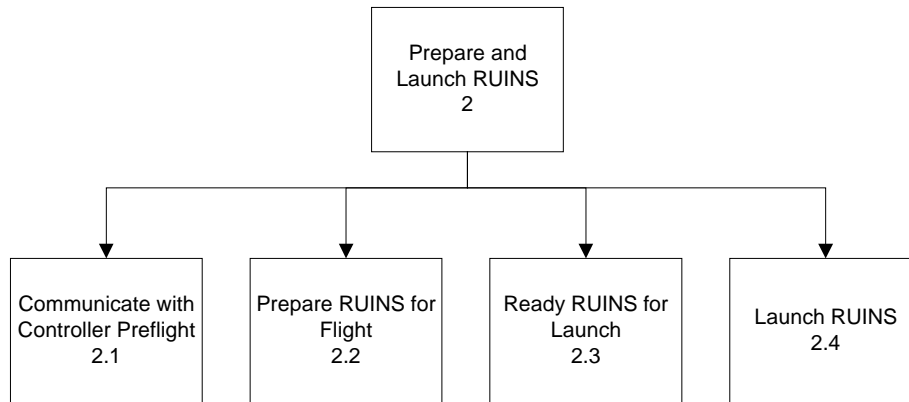 Prepare and
Launch RUINS
2
Communicate with
Controller Preflight
2.1
Prepare RUINS for
Flight
2.2
Ready RUINS for
Launch
2.3
Launch RUINS
2.4